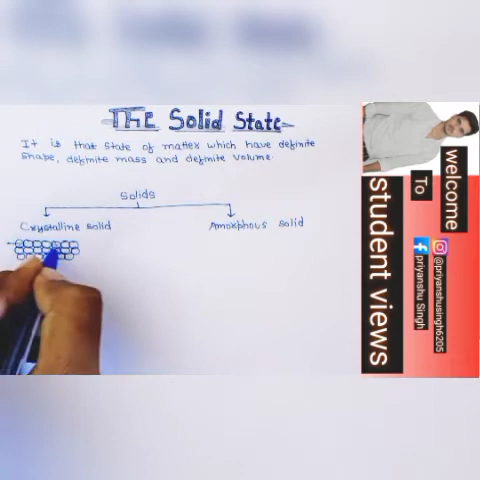 THE Solid State
It is that state of matter which have definite
shape, definite mass and definite volume.
Solids
Crystalline solid
Amorphous solid
welcome
To
student views
@priyanshusingh6205
priyanshu Singh